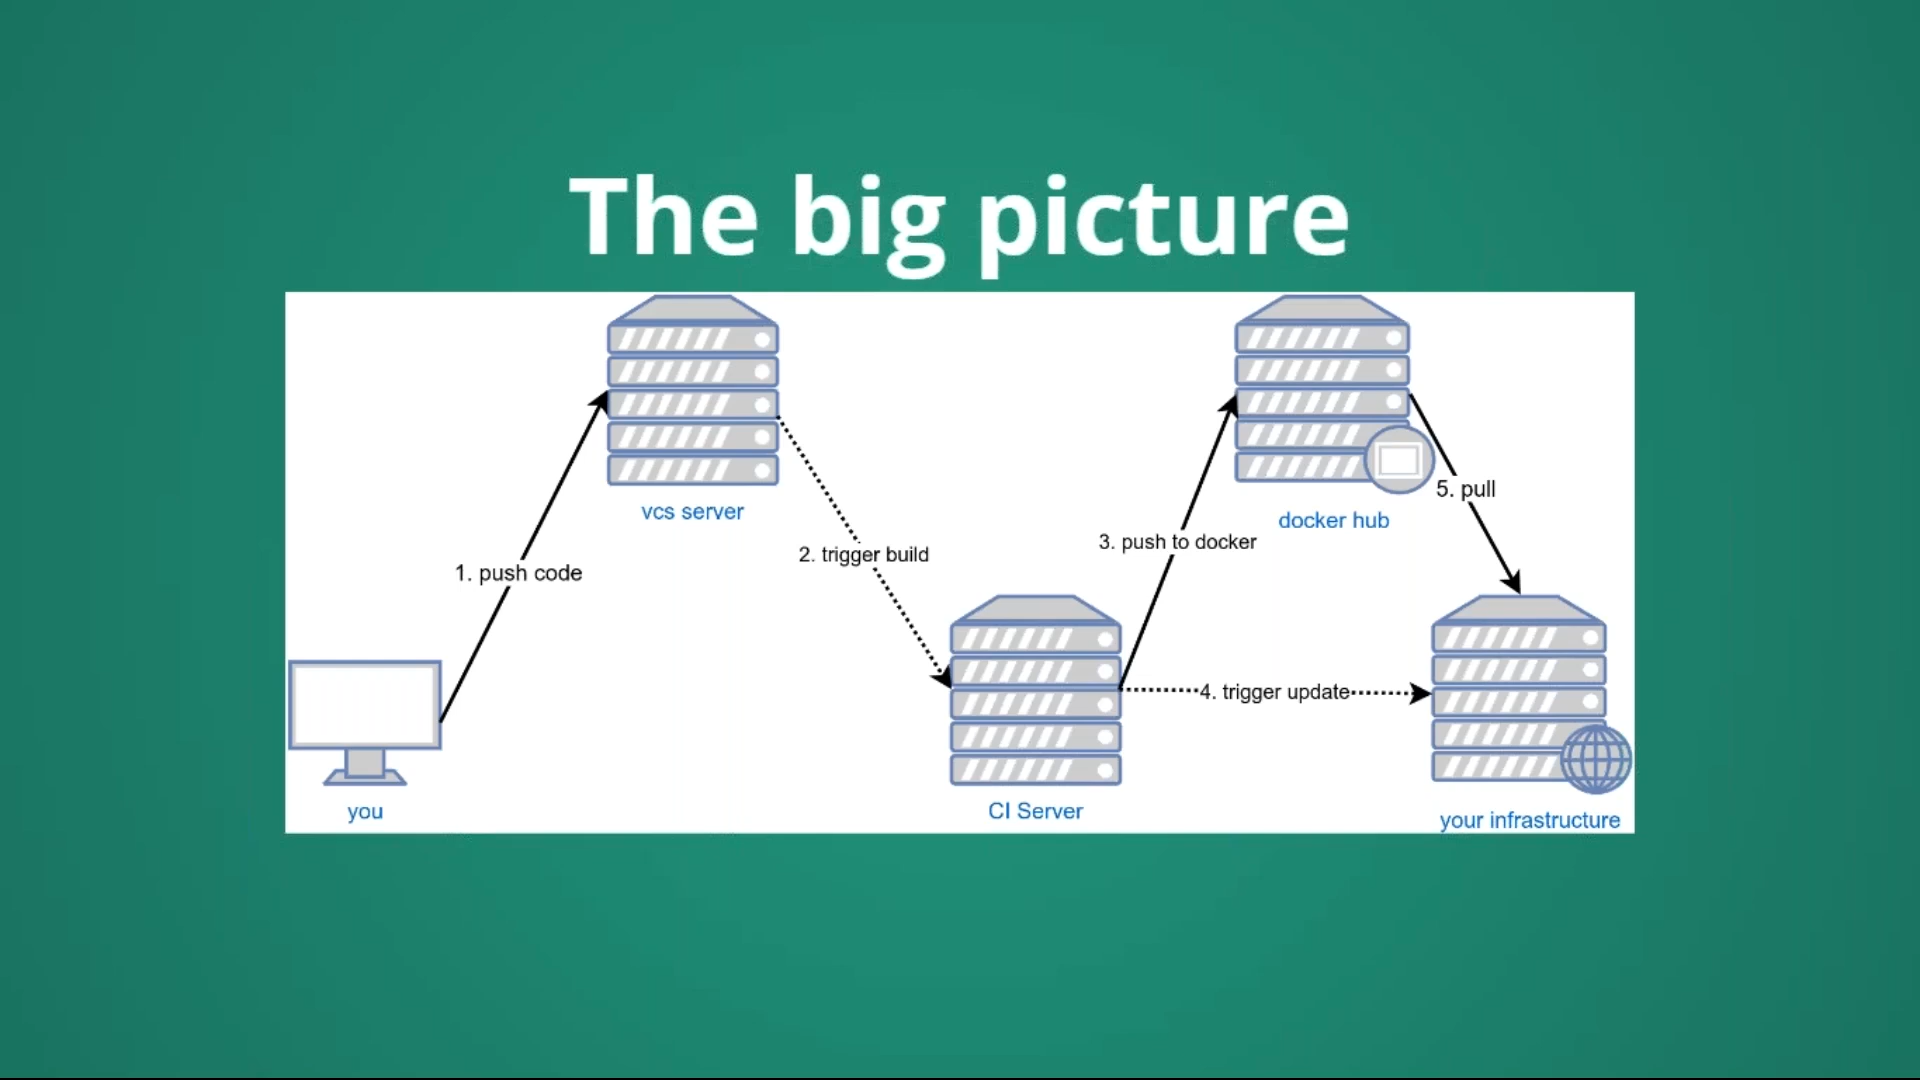 The big picture
vcs server
docker hub
5. pull
3. push to docker
2. trigger build
1. push code
4. trigger update
you
CI Server
your infrastructure